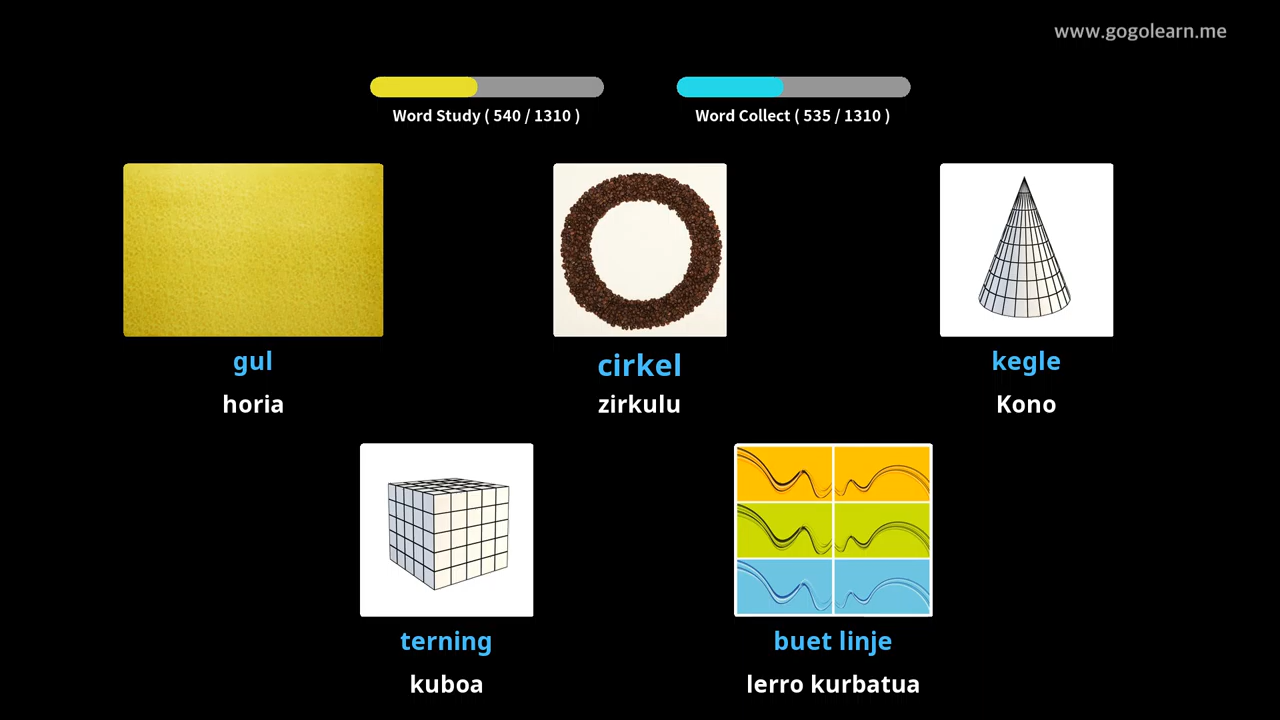 www.gogolearn.me
Word Study ( 540 / 1310 )
Word Collect ( 535 / 1310 )
gul
cirkel
kegle
horia
zirkulu
Kono
terning
buet linje
kuboa
lerro kurbatua